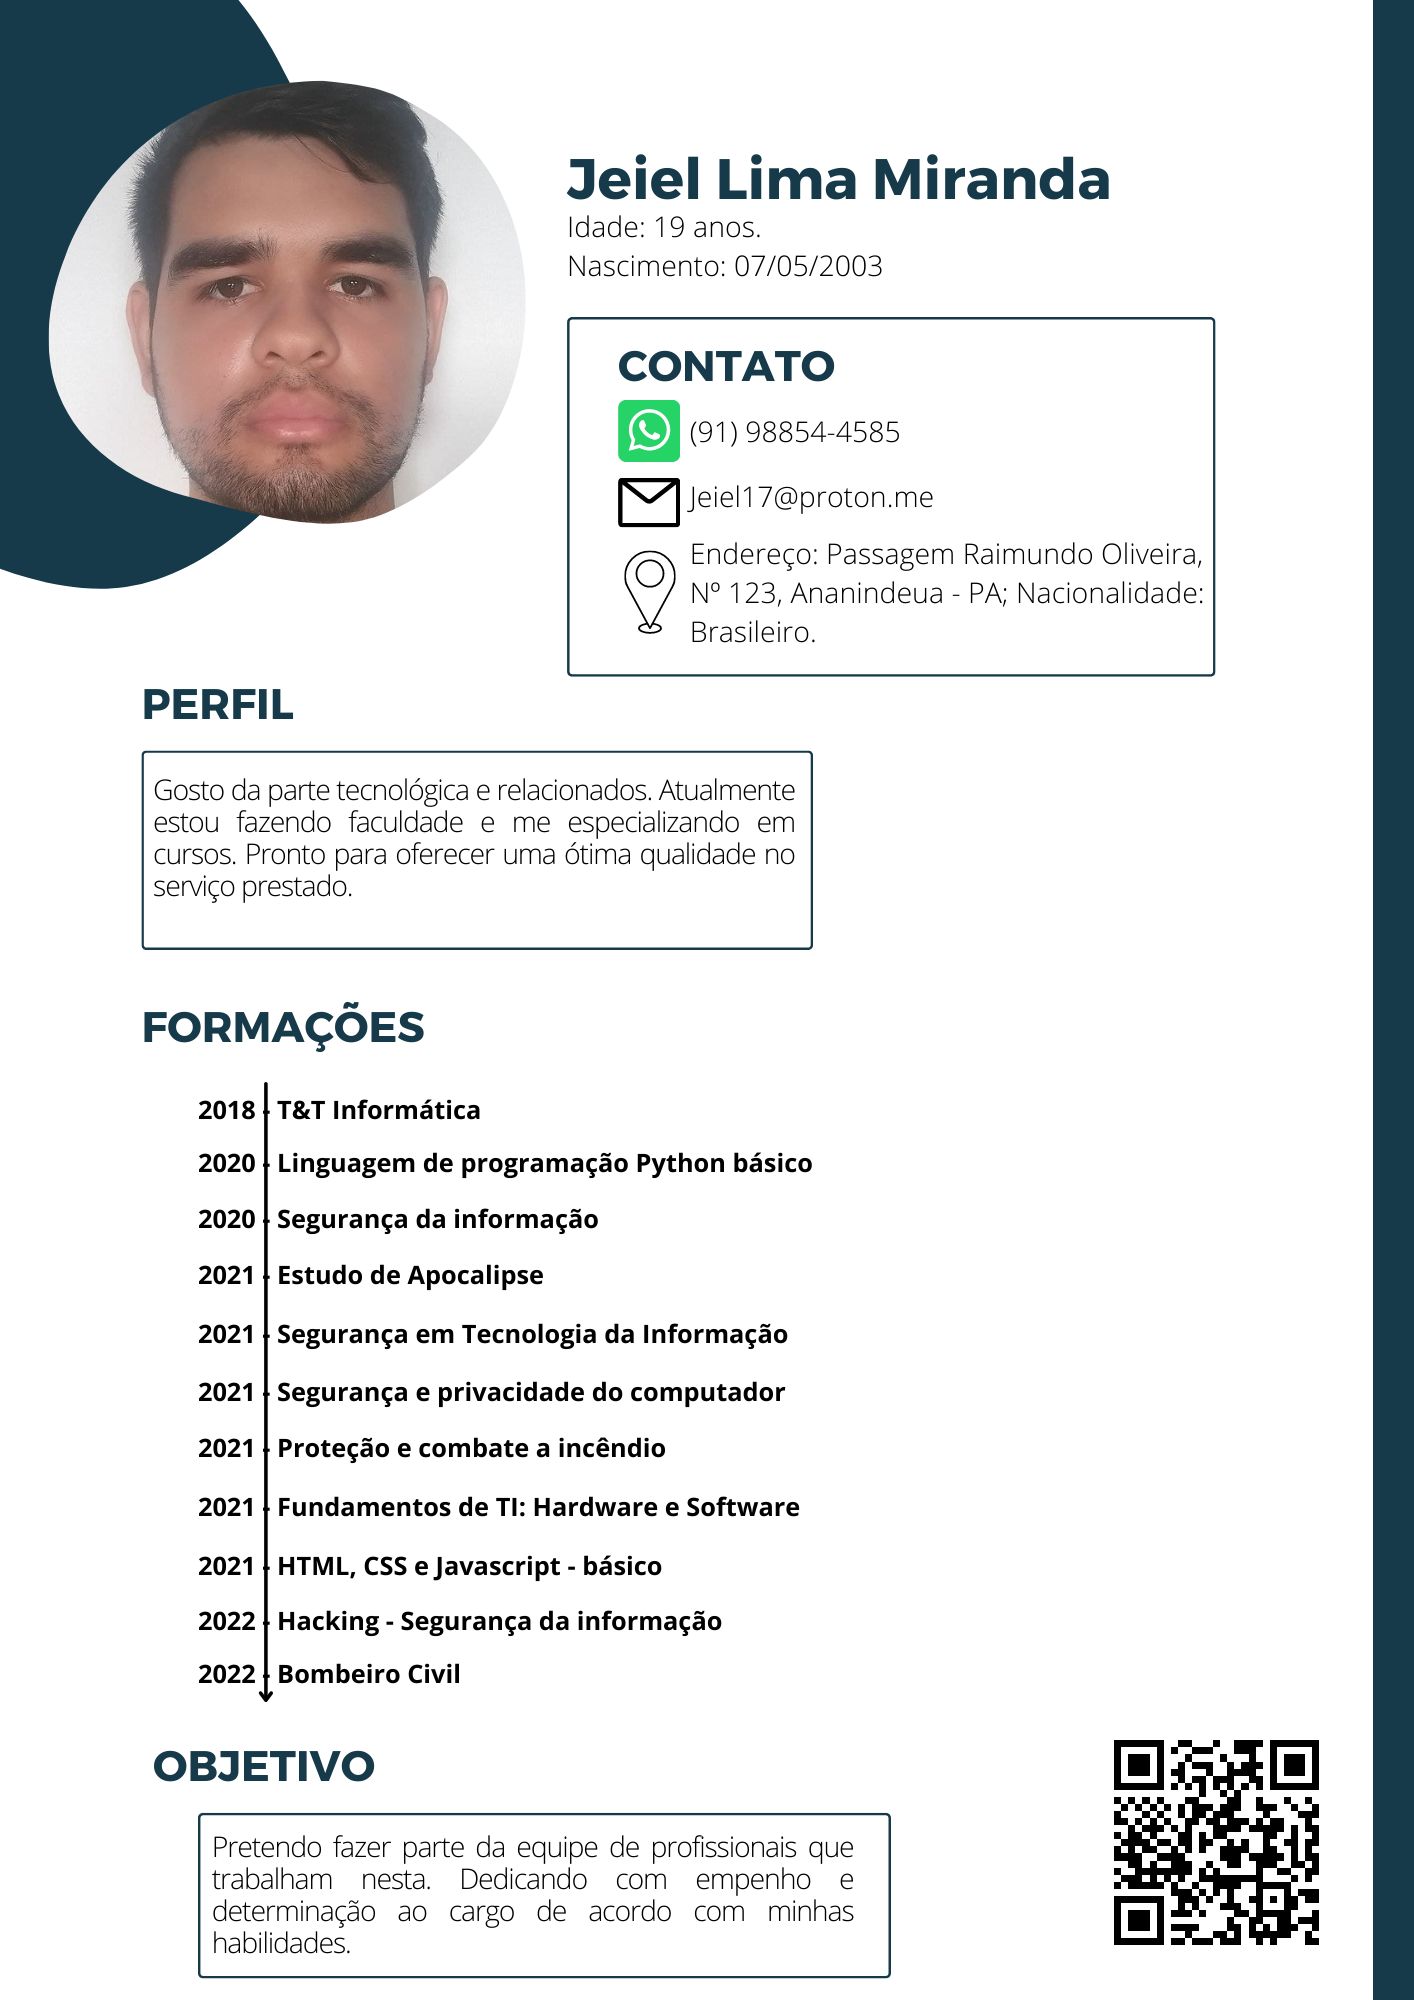 Jeiel Lima Miranda
Idade: 19 anos.
Nascimento: 07/05/2003
CONTATO
(91) 98854-4585
Jeiel17@proton.me
Endereço: Passagem Raimundo Oliveira,
Nº 123, Ananindeua - PA; Nacionalidade:
Brasileiro.
PERFIL
Gosto da parte tecnológica e relacionados. Atualmente
estou fazendo faculdade e me especializando em
cursos. Pronto para oferecer uma ótima qualidade no
serviço prestado.
FORMAÇÕES
2018 - T&T Informática
2020 - Linguagem de programação Python básico
2020 - Segurança da informação
2021 - Estudo de Apocalipse
2021 - Segurança em Tecnologia da Informação
2021 - Segurança e privacidade do computador
2021 - Proteção e combate a incêndio
2021 - Fundamentos de TI: Hardware e Software
2021 - HTML, CSS e Javascript - básico
2022 - Hacking - Segurança da informação
2022 - Bombeiro Civil
OBJETIVO
Pretendo fazer parte da equipe de profissionais que
trabalham nesta. Dedicando com empenho e
determinação ao cargo de acordo com minhas
habilidades.